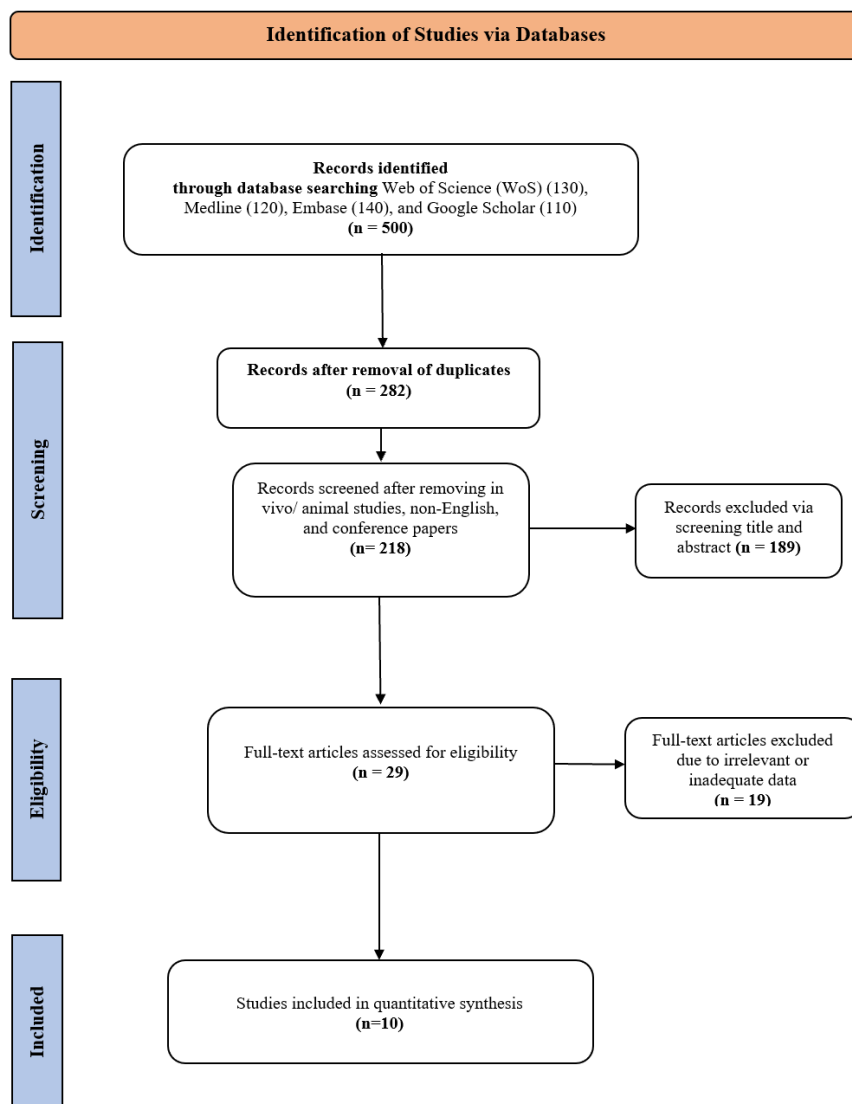 Identification of Studies via Databases
Identification
Records identified
through database searching Web of Science (WoS) (130),
Medline (120), Embase (140), and Google Scholar (110)
(n = 500)
Screening
Records after removal of duplicates
(n = 282)
Records screened after removing in
vivo/ animal studies, non-English,
and conference papers
(n= 218)
Records excluded via
screening title and
abstract (n = 189)
Eligibility
Full-text articles assessed for eligibility
(n = 29)
Full-text articles excluded
due to irrelevant or
inadequate data
(n = 19)
Included
Studies included in quantitative synthesis
(n=10)